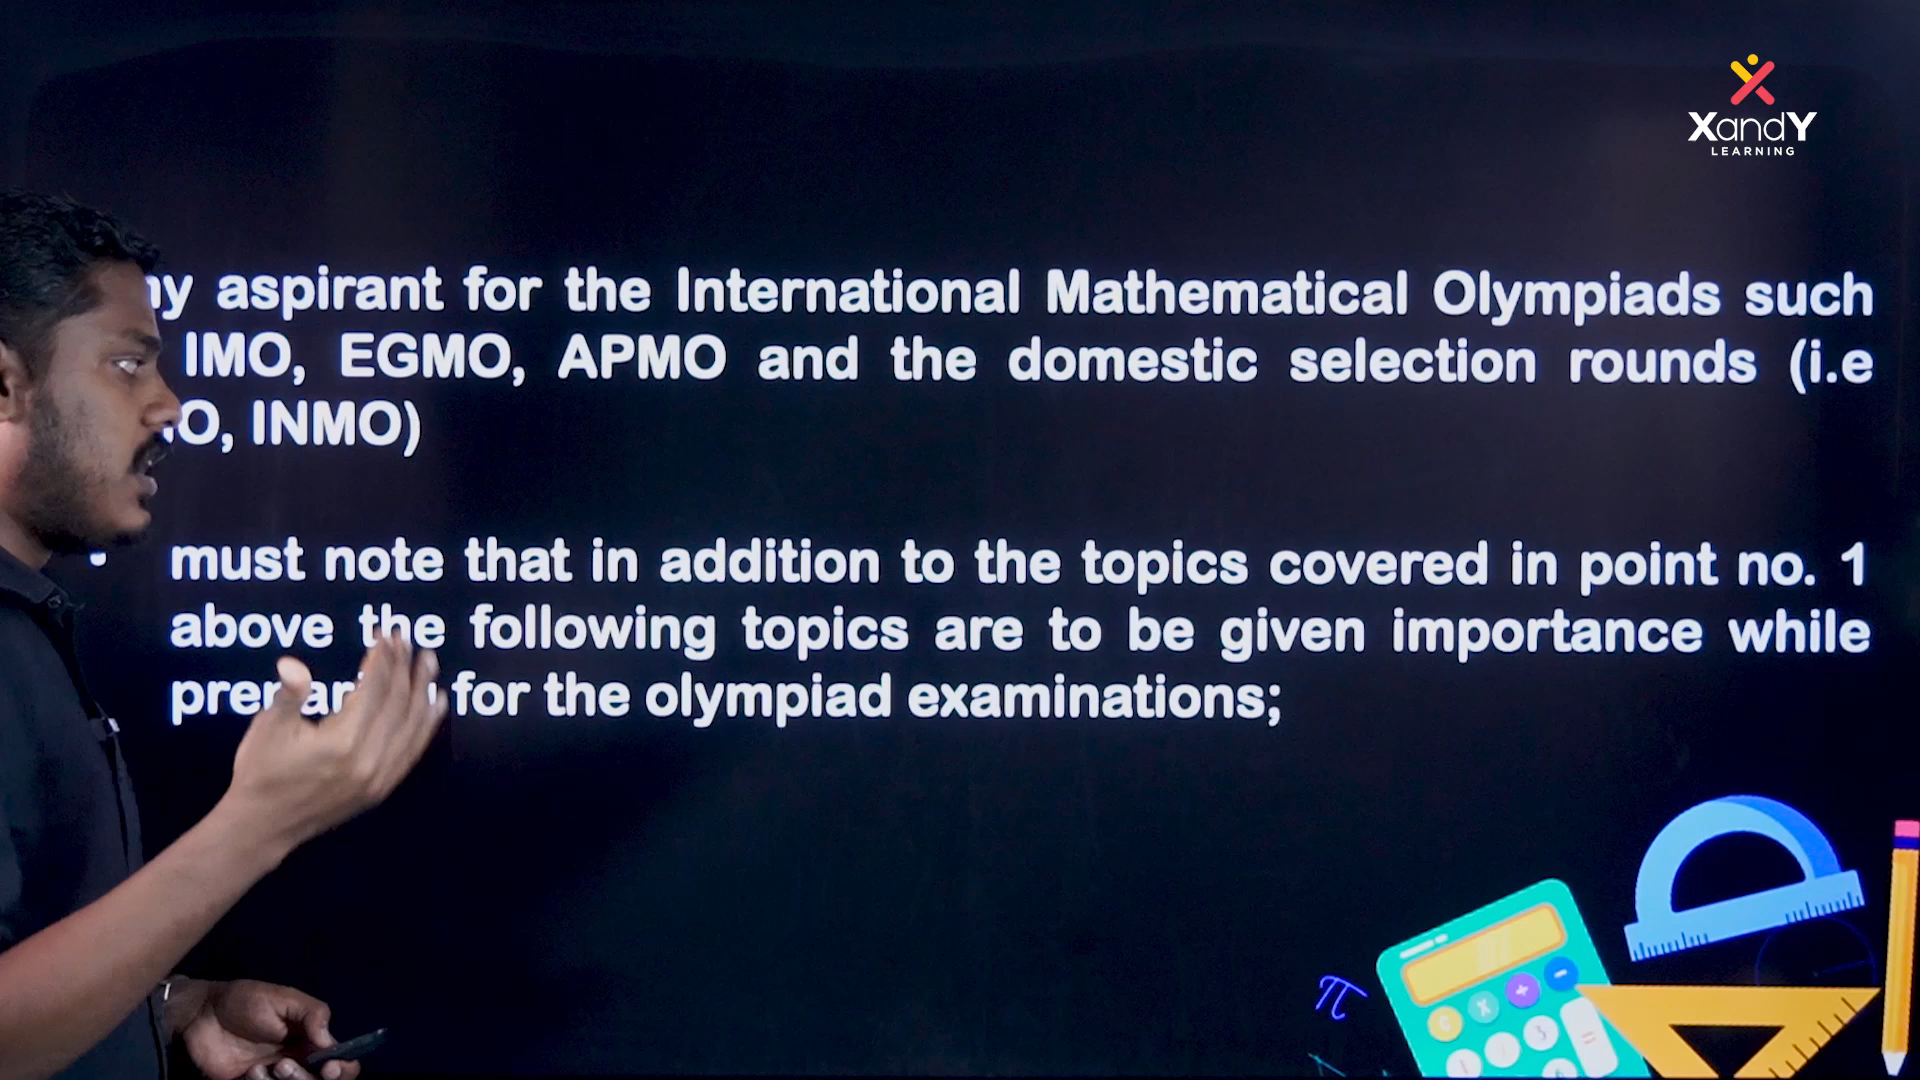 XandY
LEARNING
aspirant for the International Mathematical Olympiads such
IMO, EGMO, APMO and the domestic selection rounds (i.e
INMO)
• must note that in addition to the topics covered in point no. 1
above the following topics are to be given importance while
for the olympiad examinations;
π